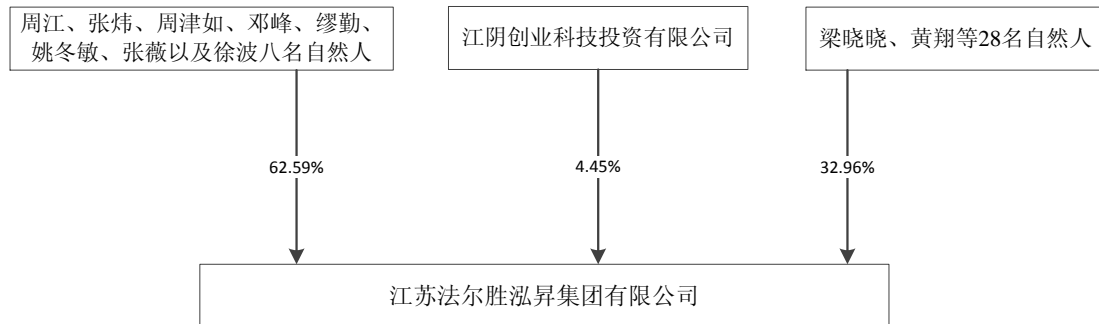 周江、张炜、周津如、邓峰、缪勤、
姚冬敏、张薇以及徐波八名自然人
江阴创业科技投资有限公司
梁晓晓、黄翔等28名自然人
62.59%
4.45%
32.96%
江苏法尔胜泓昇集团有限公司